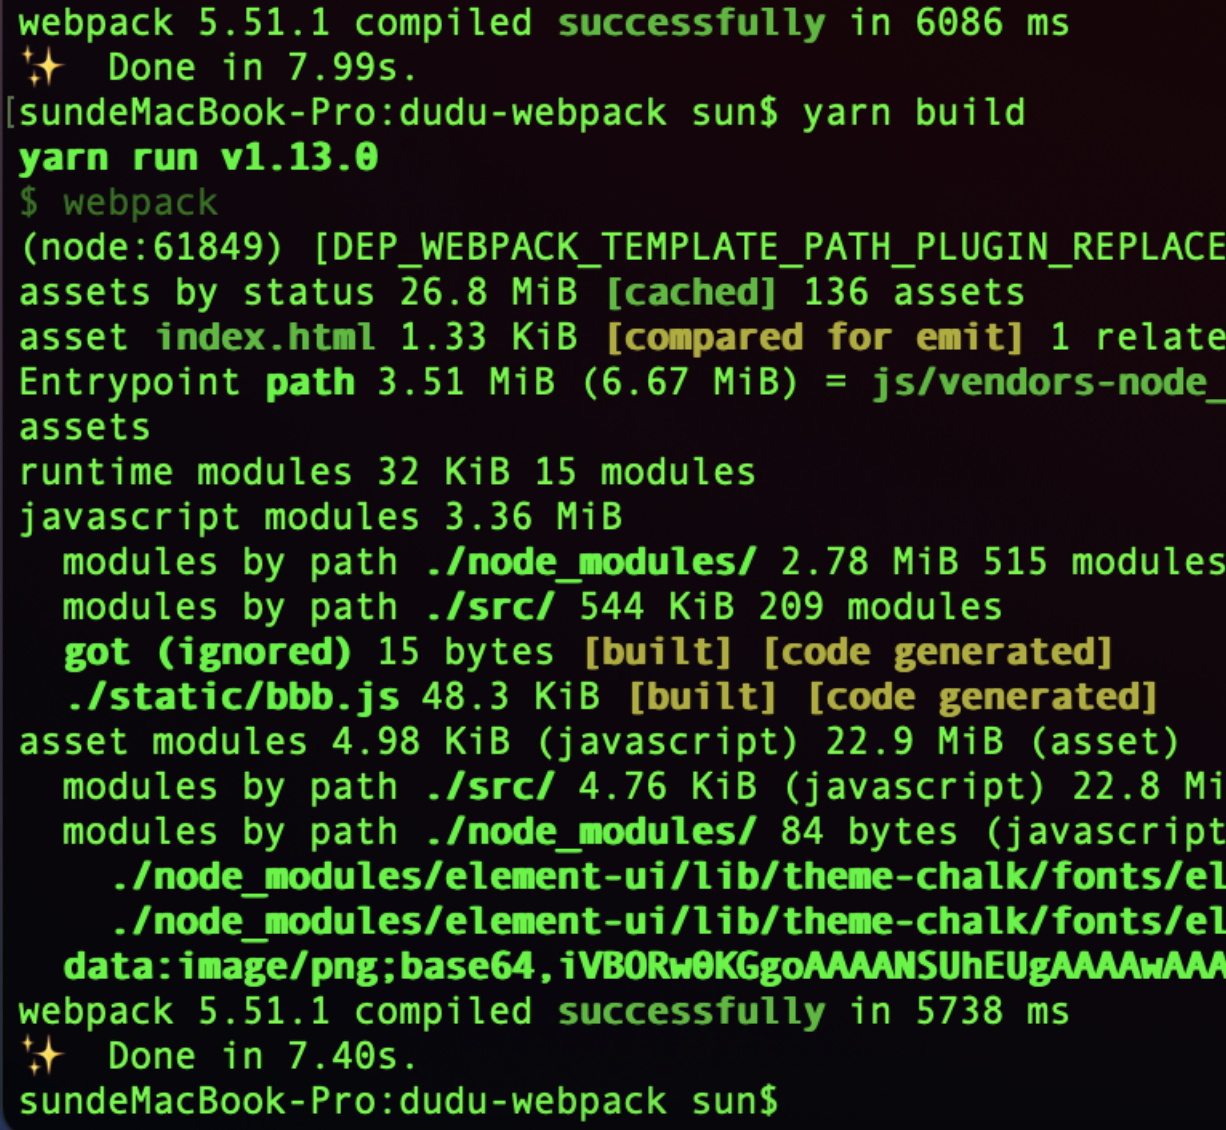 webpack 5.51.1 compiled successfully in 6086 ms
✨  Done in 7.99s.
[sundeMacBook-Pro:dudu-webpack sun$ yarn build
yarn run v1.13.0
$ webpack
(node:61849) [DEP_WEBPACK_TEMPLATE_PATH_PLUGIN_REPLACE
assets by status 26.8 MiB [cached] 136 assets
asset index.html 1.33 KiB [compared for emit] 1 relate
Entrypoint path 3.51 MiB (6.67 MiB) = js/vendors-node_
assets
runtime modules 32 KiB 15 modules
javascript modules 3.36 MiB
  modules by path ./node_modules/ 2.78 MiB 515 modules
  modules by path ./src/ 544 KiB 209 modules
  got (ignored) 15 bytes [built] [code generated]
  ./static/bbb.js 48.3 KiB [built] [code generated]
asset modules 4.98 KiB (javascript) 22.9 MiB (asset)
  modules by path ./src/ 4.76 KiB (javascript) 22.8 Mi
  modules by path ./node_modules/ 84 bytes (javascript
    ./node_modules/element-ui/lib/theme-chalk/fonts/el
    ./node_modules/element-ui/lib/theme-chalk/fonts/el
  data:image/png;base64,iVBORw0KGgoAAAANSUhEUgAAAAwAAA
webpack 5.51.1 compiled successfully in 5738 ms
✨  Done in 7.40s.
sundeMacBook-Pro:dudu-webpack sun$